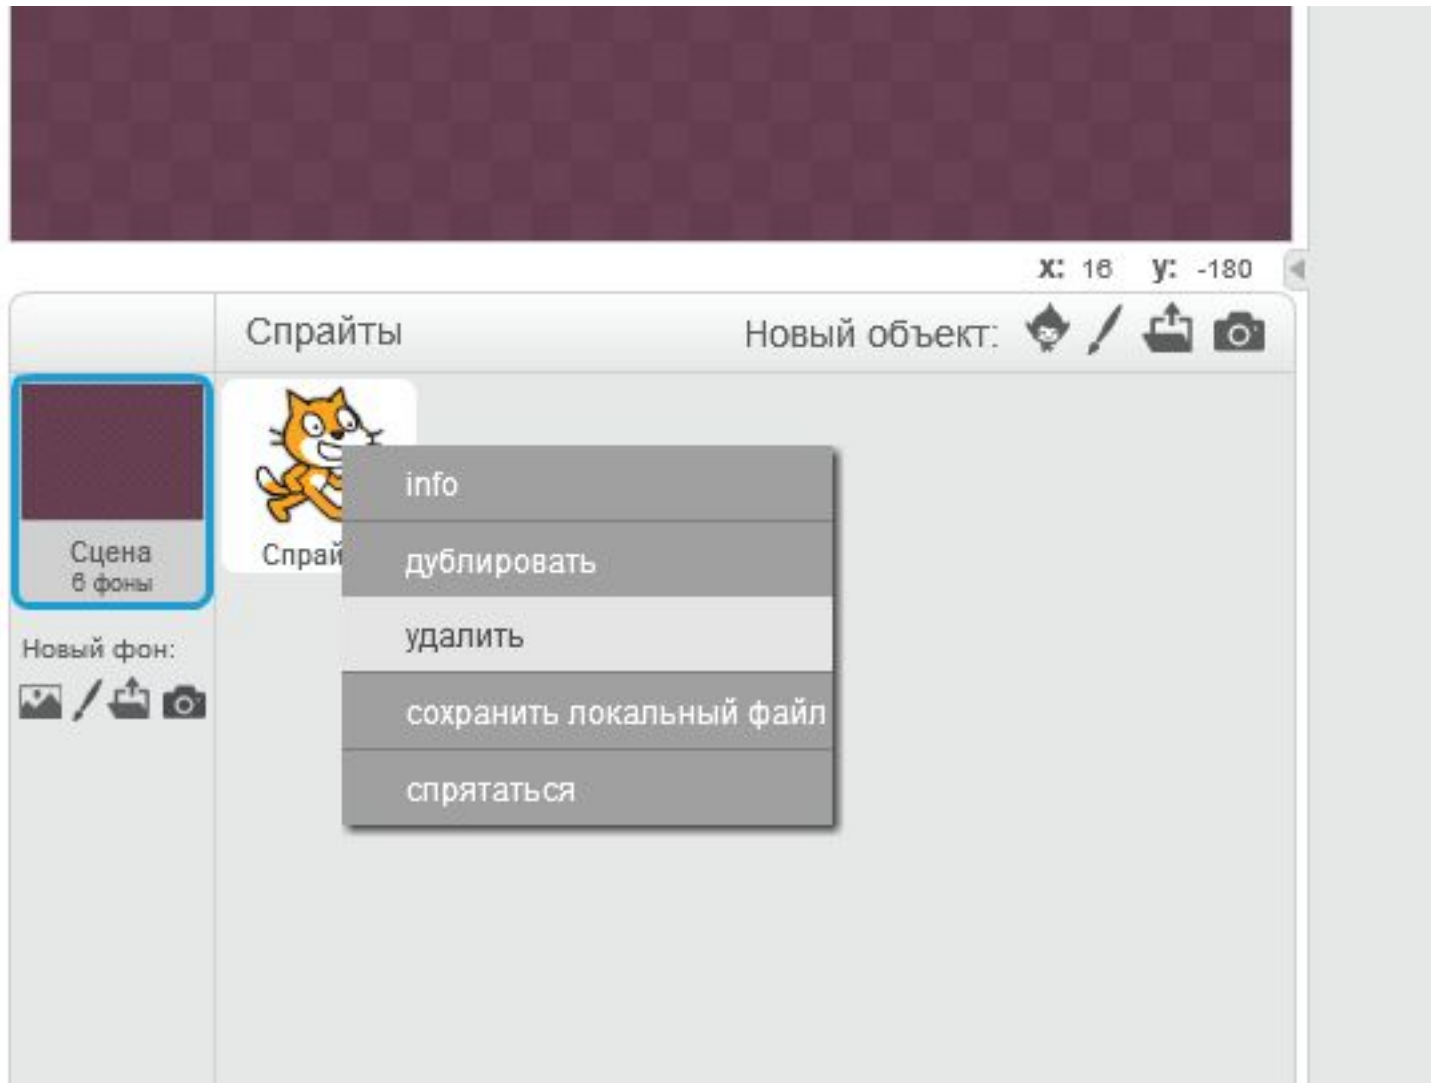 x: 16 y: -180
Спрайты
Новый объект:
Сцена
6 фоны
Новый фон:
Спрай
info
дублировать
удалить
сохранить локальный файл
спрятаться